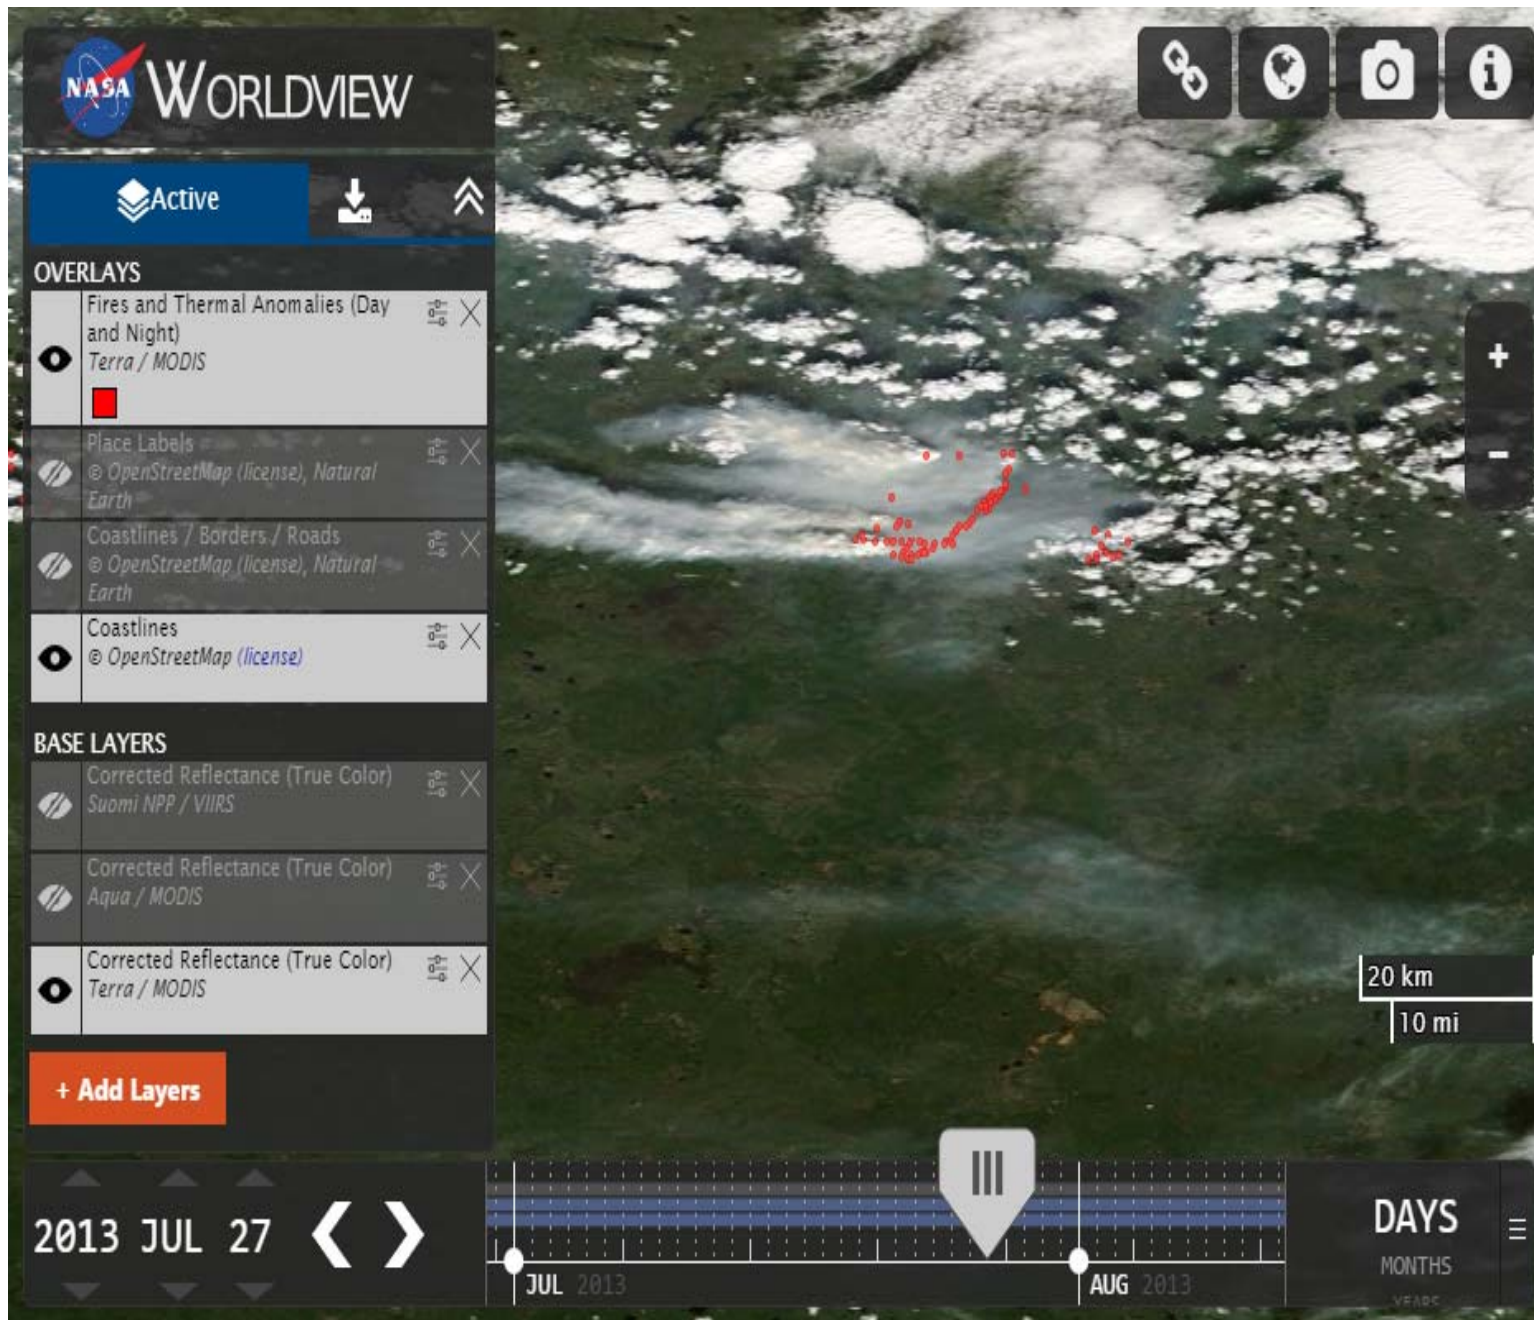 NASA WORLDVIEW
Active
OVERLAYS
Fires and Thermal Anomalies (Day
and Night)
Terra / MODIS
Place Labels
© OpenStreetMap (license), Natural
Earth
Coastlines / Borders / Roads
© OpenStreetMap (license), Natural
Earth
Coastlines
© OpenStreetMap (license)
BASE LAYERS
Corrected Reflectance (True Color)
Suomi NPP / VIIRS
Corrected Reflectance (True Color)
Aqua / MODIS
Corrected Reflectance (True Color)
Terra / MODIS
+ Add Layers
20 km
10 mi
2013 JUL 27
JUL 2013
AUG 2013
DAYS
MONTHS
YEARS